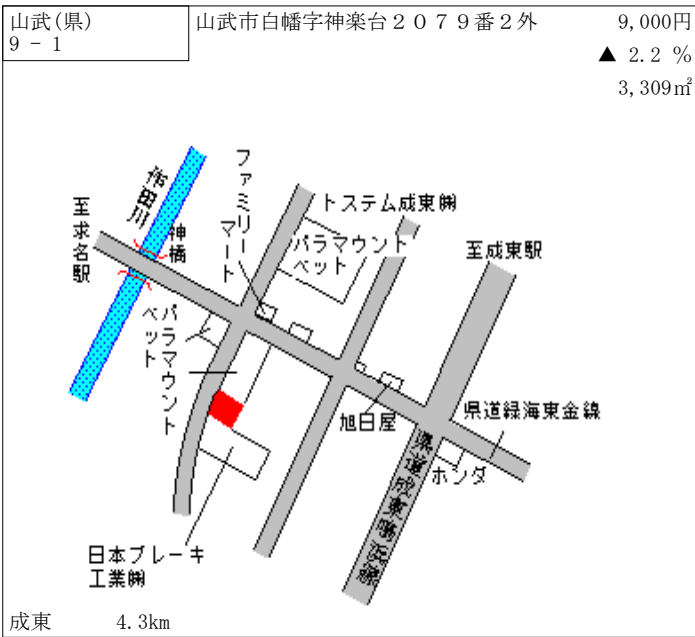 山武(県)
9 - 1
山武市白幡字神楽台２０７９番２外
9,000円
▲ 2.2 %
3,309㎡
作田川
神橋
至求名駅
ファミリーマート
トステム成東㈱
パラマウント
ベット
至成東駅
パラマウント
ベット
旭日屋
県道緑海東金線
ホンダ
県道成東鳴浜線
日本ブレーキ
工業㈱
成東 4.3km